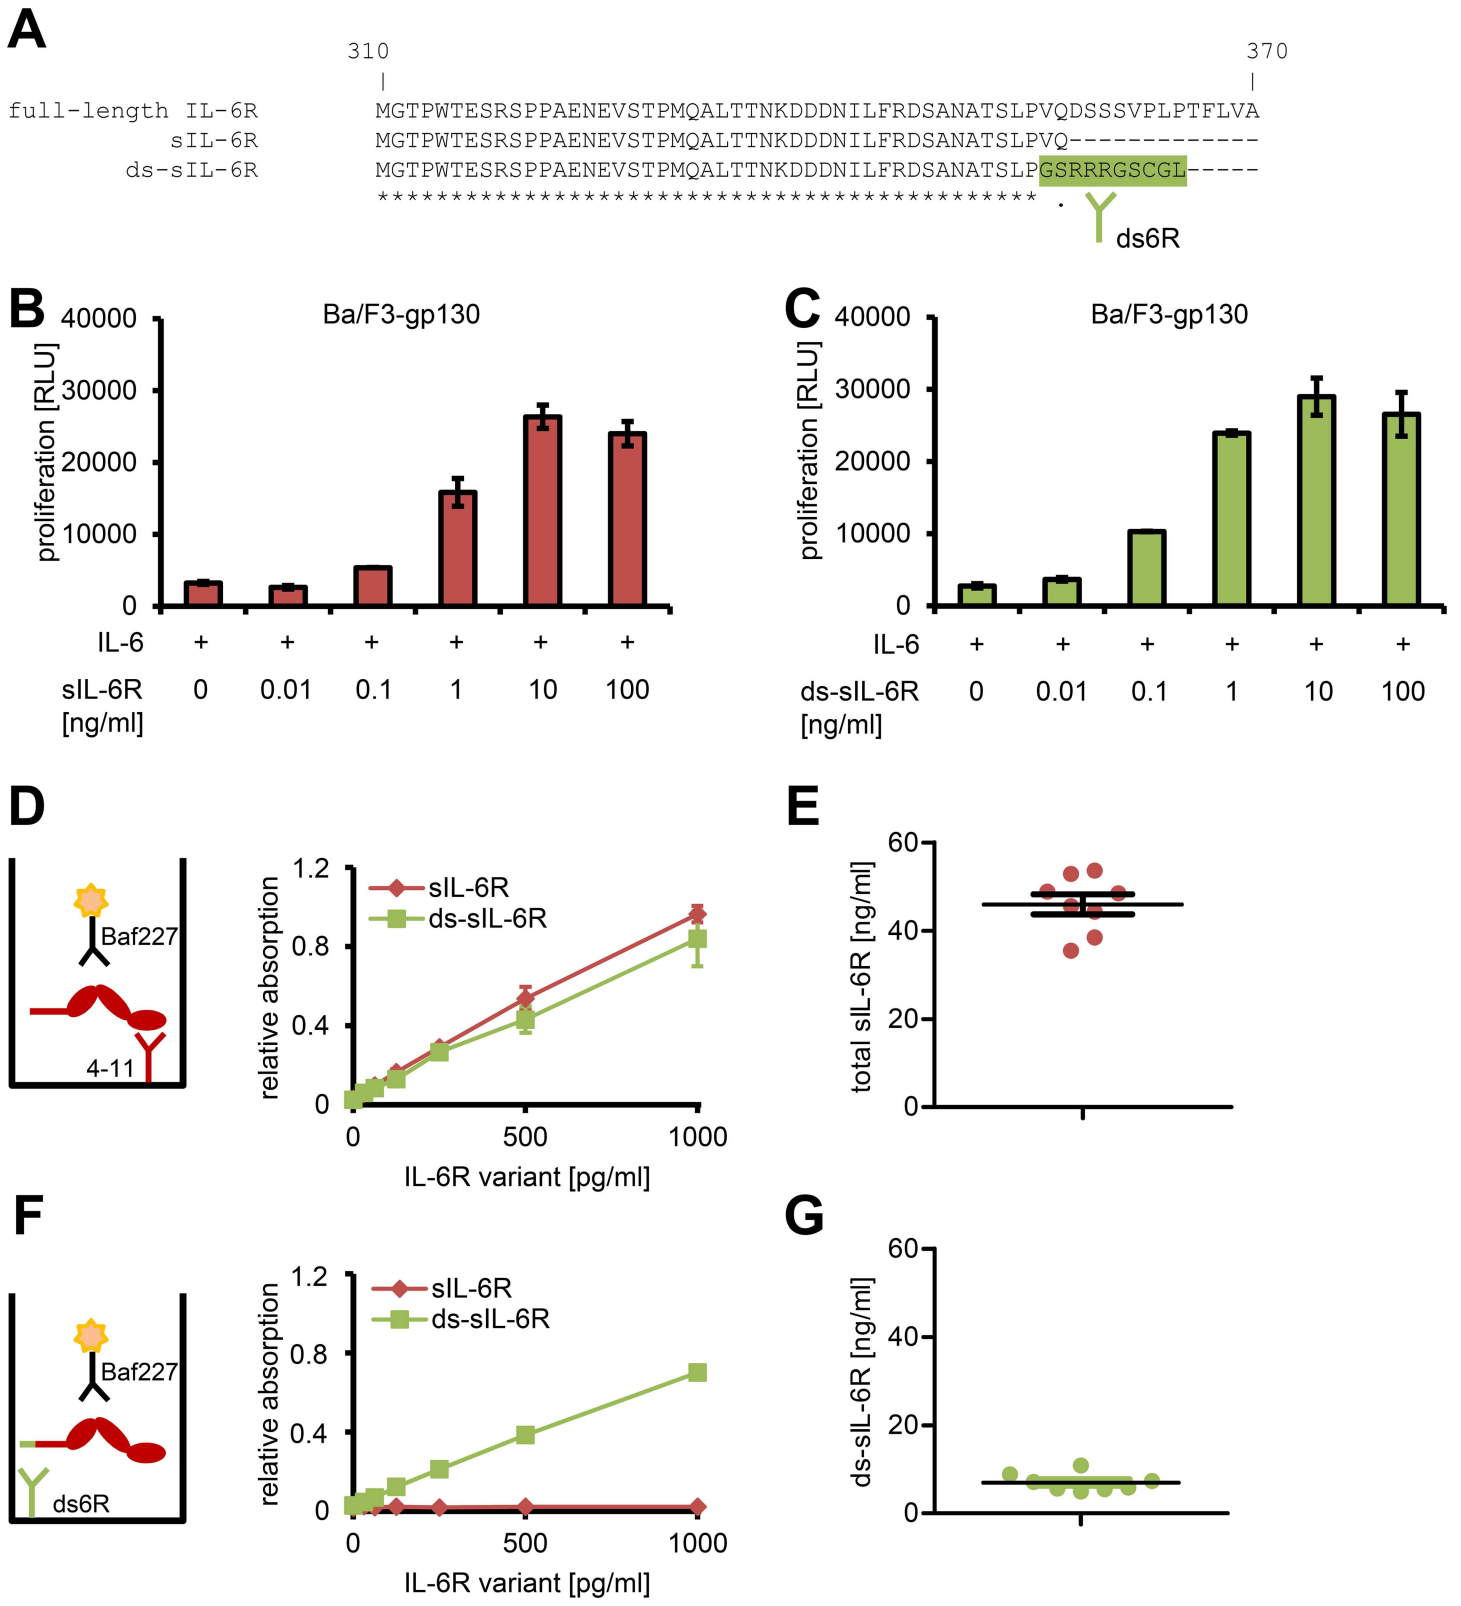 A
310 370
| |
full-length IL-6R MGTPWTESRSPPAENEVSTPMQALTTNKDDDNILFRDSANATSLPVQDSSSVPLPTFLVA
sIL-6R MGTPWTESRSPPAENEVSTPMQALTTNKDDDNILFRDSANATSLPVQ-------------
ds-sIL-6R MGTPWTESRSPPAENEVSTPMQALTTNKDDDNILFRDSANATSLPGSRRRGSCGL-----
********************************************* .
ds6R
B
Ba/F3-gp130
proliferation [RLU]
40000
30000
20000
10000
0
IL-6 + + + + + +
sIL-6R 0 0.01 0.1 1 10 100
[ng/ml]
C
Ba/F3-gp130
proliferation [RLU]
40000
30000
20000
10000
0
IL-6 + + + + + +
ds-sIL-6R 0 0.01 0.1 1 10 100
[ng/ml]
D
Baf227
4-11
relative absorption
1.2
0.8
0.4
0
sIL-6R
ds-sIL-6R
0 500 1000
IL-6R variant [pg/ml]
E
total sIL-6R [ng/ml]
60
40
20
0
F
Baf227
ds6R
relative absorption
1.2
0.8
0.4
0
sIL-6R
ds-sIL-6R
0 500 1000
IL-6R variant [pg/ml]
G
ds-sIL-6R [ng/ml]
60
40
20
0